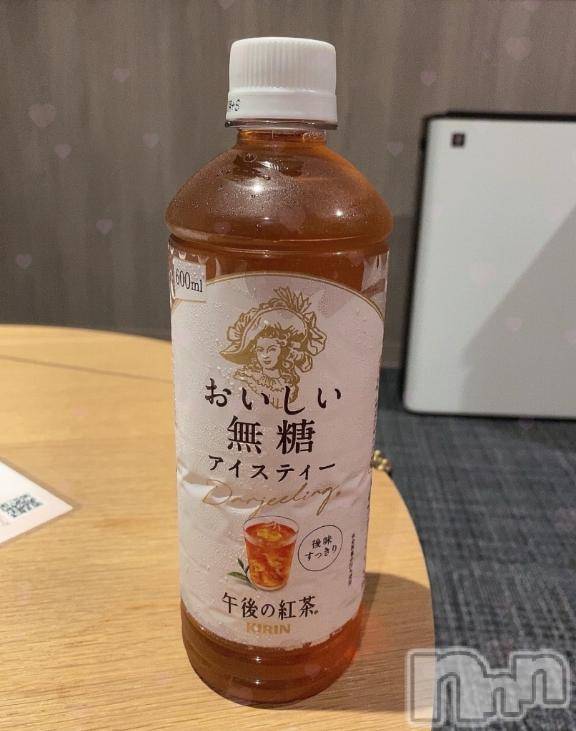 600ml
おいしい
無糖
アイスティー
Darjeeling
後味
すっきり
午後の紅茶
KIRIN
nnn